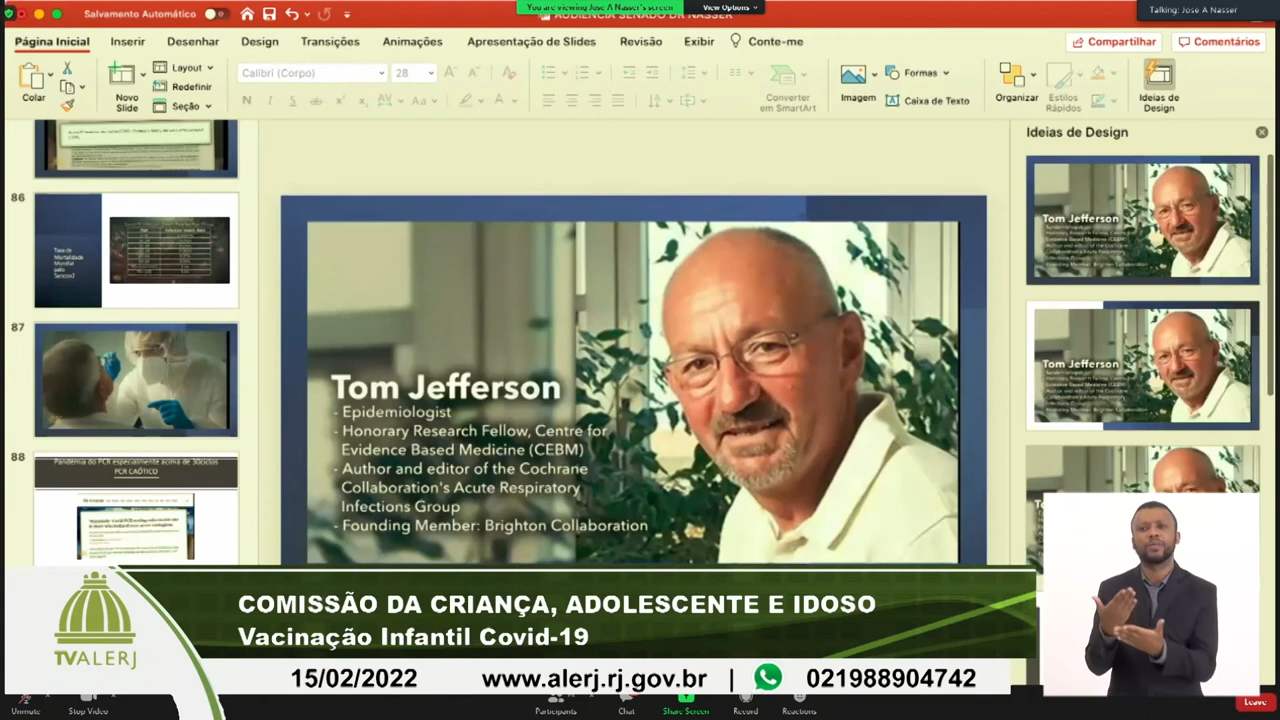 You are viewing Jose A Nasser's screen
View Options
Talking: Jose A Nasser
Salvamento Automático
AUDIENCIA SENADO DR NASSER
Página Inicial
Inserir
Desenhar
Design
Transições
Animações
Apresentação de Slides
Revisão
Exibir
Conte-me
Compartilhar
Comentários
Colar
Novo
Slide
Layout
Redefinir
Seção
Calibri (Corpo)
28
N
I
S
ab
Converter
em SmartArt
Imagem
Formas
Caixa de Texto
Organizar
Estilos
Rápidos
Ideias de
Design
Ideias de Design
86
Taxa de
Mortalidade
Mundial
pelo
87
88
Pandemia do PCR especialmente acima de 30ciclos
PCR CAÓTICO
Tom Jefferson
- Epidemiologist
- Honorary Research Fellow, Centre for
Evidence Based Medicine (CEBM)
- Author and editor of the Cochrane
Collaboration's Acute Respiratory
Infections Group
- Founding Member: Brighton Collaboration
Tom Jefferson
Tom Jefferson
TVALERJ
COMISSÃO DA CRIANÇA, ADOLESCENTE E IDOSO
Vacinação Infantil Covid-19
15/02/2022
www.alerj.rj.gov.br |
021988904742
Unmute
Stop Video
Participants
Chat
Share Screen
Record
Reactions
Leave